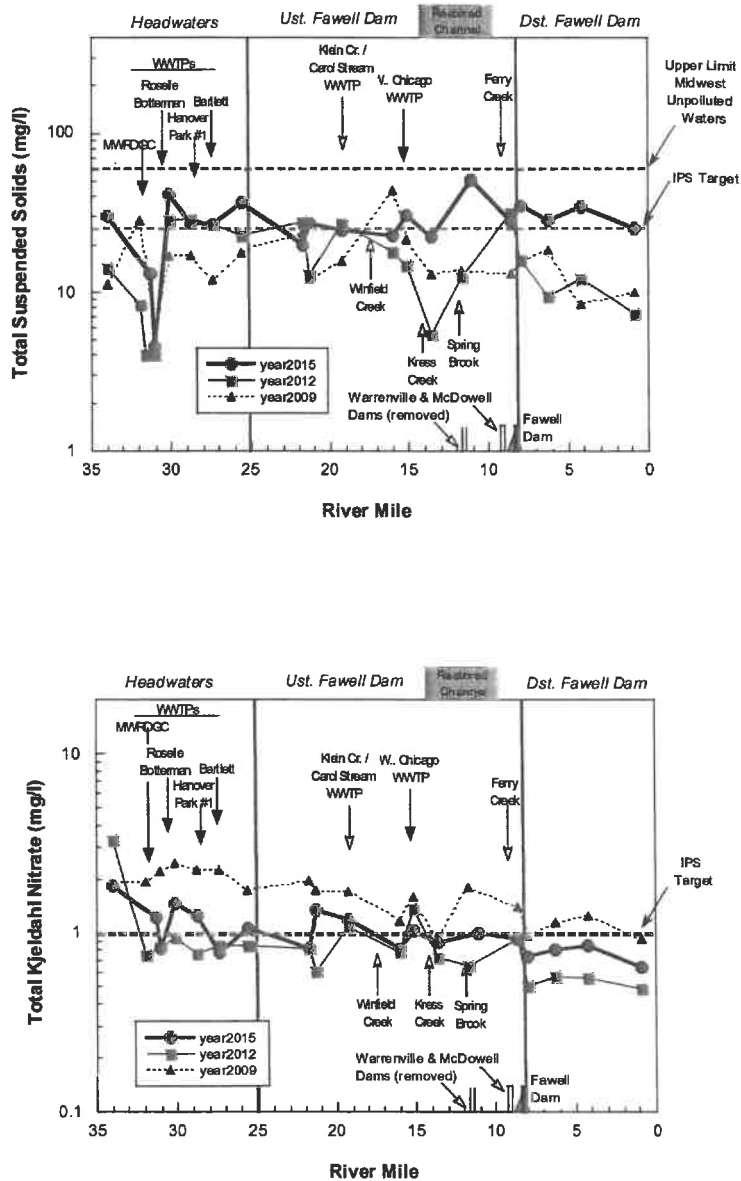 Headwaters
Ust. Fawell Dam
Restored
Channel
Dst. Fawell Dam
WWTPs
Roselle
Botterman
Hanover
Park #1
Bartlett
MWRDGC
Klein Cr. /
Carol Stream
WWTP
W.. Chicago
WWTP
Ferry
Creek
Upper Limit
Midwest
Unpolluted
Waters
IPS Target
Total Suspended Solids (mg/l)
100
10
1
Winfield
Creek
Kress
Creek
Spring
Brook
year2015
year2012
year2009
Warrenville & McDowell
Dams (removed)
Fawell
Dam
35
30
25
20
15
10
5
0
River Mile
Headwaters
Ust. Fawell Dam
Restored
Channel
Dst. Fawell Dam
WWTPs
MWRDGC
Roselle
Botterman
Hanover
Park #1
Bartlett
Klein Cr. /
Carol Stream
WWTP
W.. Chicago
WWTP
Ferry
Creek
IPS
Target
Total Kjeldahl Nitrate (mg/l)
10
1
0.1
Winfield
Creek
Kress
Creek
Spring
Brook
year2015
year2012
year2009
Warrenville & McDowell
Dams (removed)
Fawell
Dam
35
30
25
20
15
10
5
0
River Mile